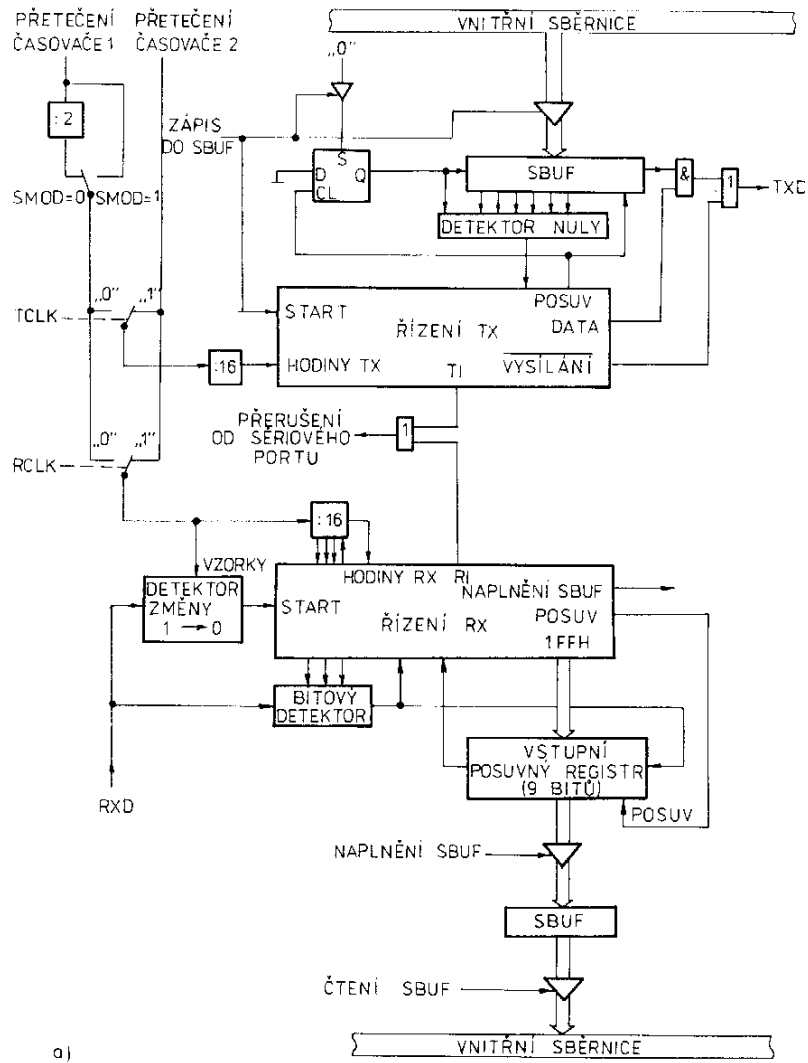 VNITŘNÍ SBĚRNICE
PŘETEČENÍ
ČASOVAČE 1
PŘETEČENÍ
ČASOVAČE 2
„0"
:2
ZÁPIS
DO SBUF
S
D
Q
CL
SBUF
&
1
TXD
SMOD=0
SMOD=1
DETEKTOR NULY
„0"
„1"
TCLK
START
POSUV
ŘÍZENÍ TX
DATA
:16
HODINY TX
TI
VYSÍLÁNÍ
PŘERUŠENÍ
OD SÉRIOVÉHO
PORTU
1
„0"
„1"
RCLK
:16
VZORKY
HODINY RX
RI
NAPLNĚNÍ SBUF
DETEKTOR
ZMĚNY
1 → 0
START
POSUV
ŘÍZENÍ RX
1FFH
BITOVÝ
DETEKTOR
VSTUPNÍ
POSUVNÝ REGISTR
(9 BITŮ)
RXD
POSUV
NAPLNĚNÍ SBUF
SBUF
ČTENÍ SBUF
VNITŘNÍ SBĚRNICE
a)